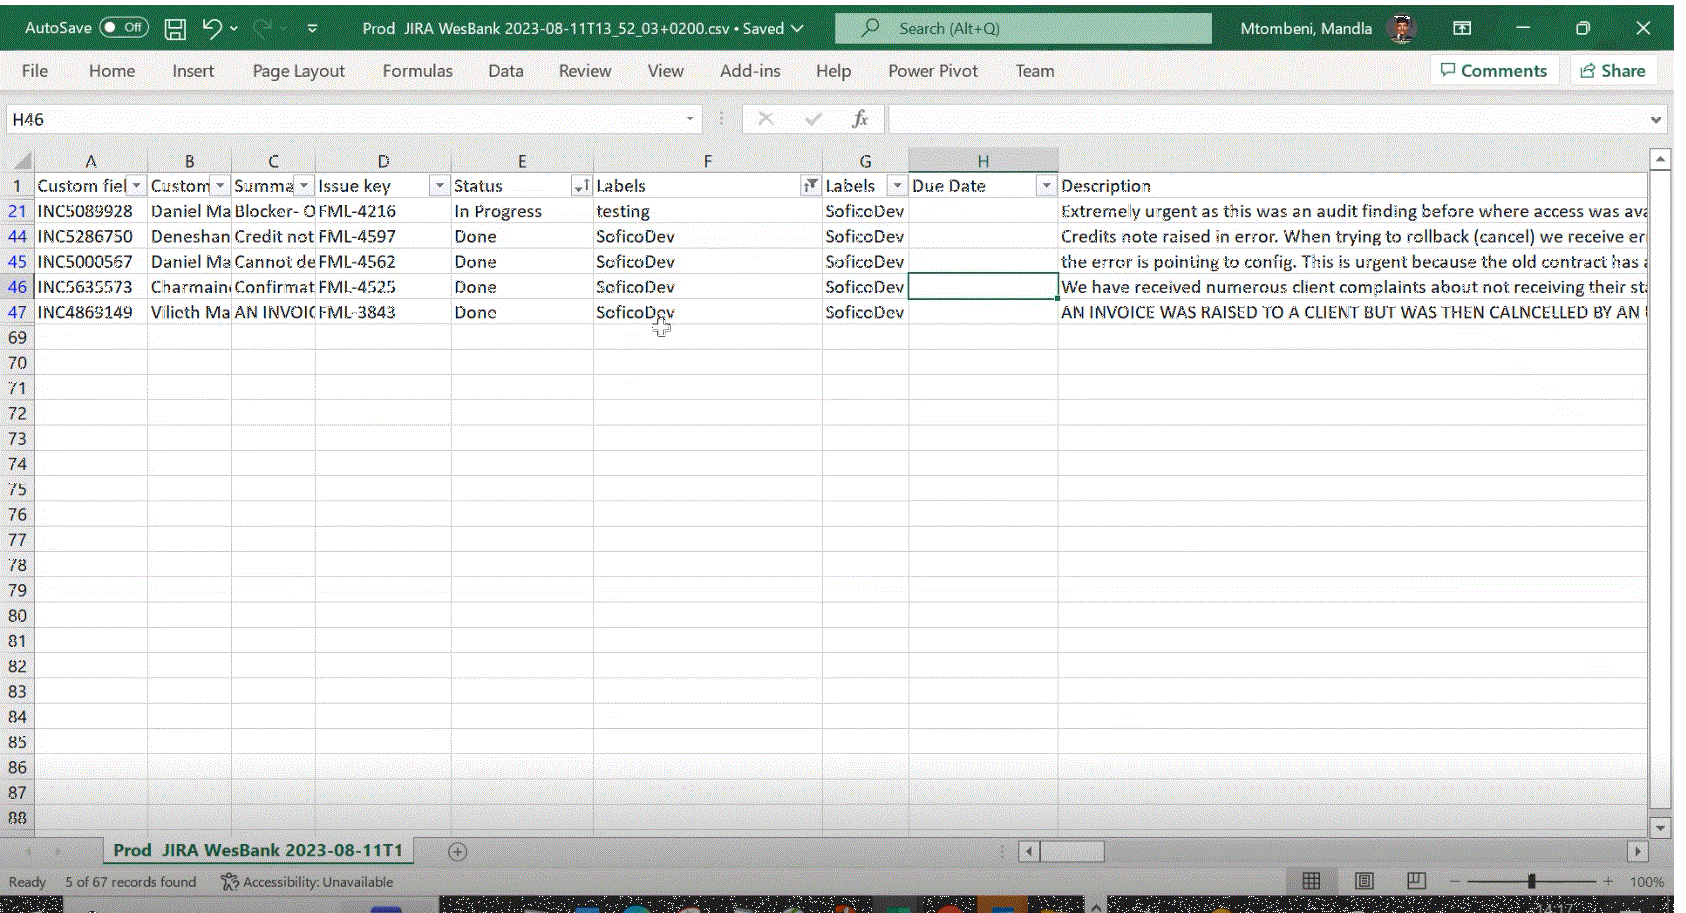 AutoSave Off Prod JIRA WesBank 2023-08-11T13_52_03+0200.csv • Saved Search (Alt+Q) Mtombeni, Mandla
File Home Insert Page Layout Formulas Data Review View Add-ins Help Power Pivot Team Comments Share
H46 fx
A B C D E F G H
1 Custom fiel Custom Summa Issue key Status Labels Labels Due Date Description
21 INC5089928 Daniel Ma Blocker- O FML-4216 In Progress testing SoficoDev Extremely urgent as this was an audit finding before where access was ava
44 INC5286750 Deneshan Credit not FML-4597 Done SoficoDev SoficoDev Credits note raised in error. When trying to rollback (cancel) we receive er
45 INC5000567 Daniel Ma Cannot de FML-4562 Done SoficoDev SoficoDev the error is pointing to config. This is urgent because the old contract has a
46 INC5635573 Charmain Confirmat FML-4525 Done SoficoDev SoficoDev We have received numerous client complaints about not receiving their sta
47 INC4869149 Vilieth Ma AN INVOIC FML-3843 Done SoficoDev SoficoDev AN INVOICE WAS RAISED TO A CLIENT BUT WAS THEN CALNCELLED BY AN
69
70
71
72
73
74
75
76
77
78
79
80
81
82
83
84
85
86
87
88
Prod JIRA WesBank 2023-08-11T1
Ready 5 of 67 records found Accessibility: Unavailable 100%